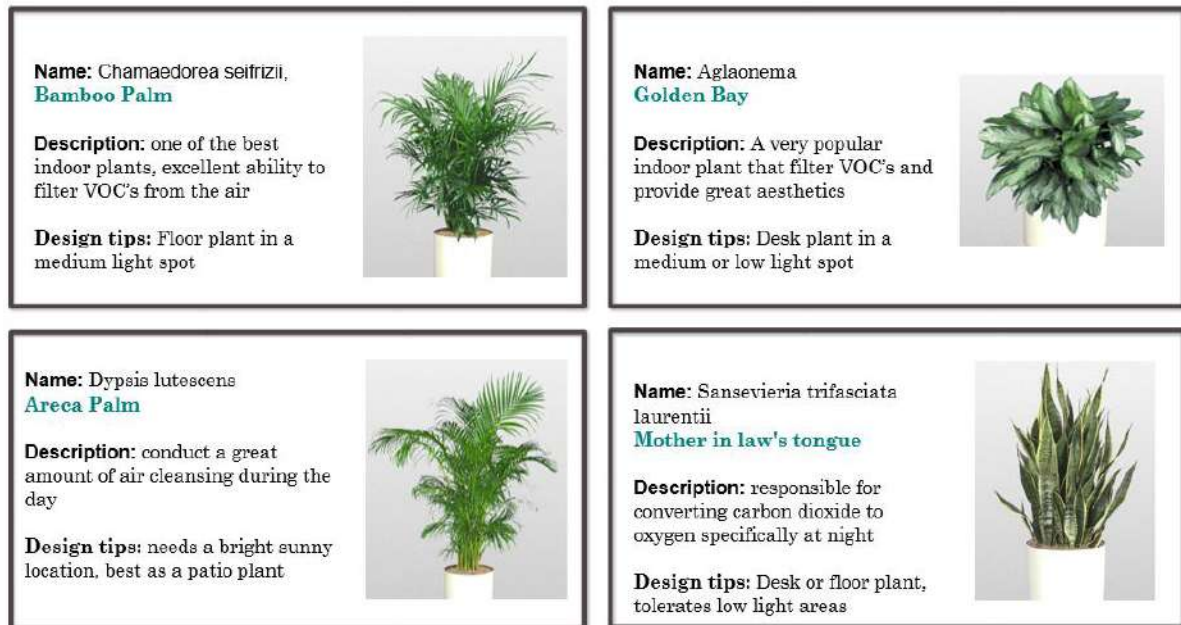 Name: Chamaedorea seifrizii,
Bamboo Palm
Description: one of the best
indoor plants, excellent ability to
filter VOC's from the air
Design tips: Floor plant in a
medium light spot
Name: Aglaonema
Golden Bay
Description: A very popular
indoor plant that filter VOC's and
provide great aesthetics
Design tips: Desk plant in a
medium or low light spot
Name: Dypsis lutescens
Areca Palm
Description: conduct a great
amount of air cleansing during the
day
Design tips: needs a bright sunny
location, best as a patio plant
Name: Sansevieria trifasciata
laurentii
Mother in law's tongue
Description: responsible for
converting carbon dioxide to
oxygen specifically at night
Design tips: Desk or floor plant,
tolerates low light areas